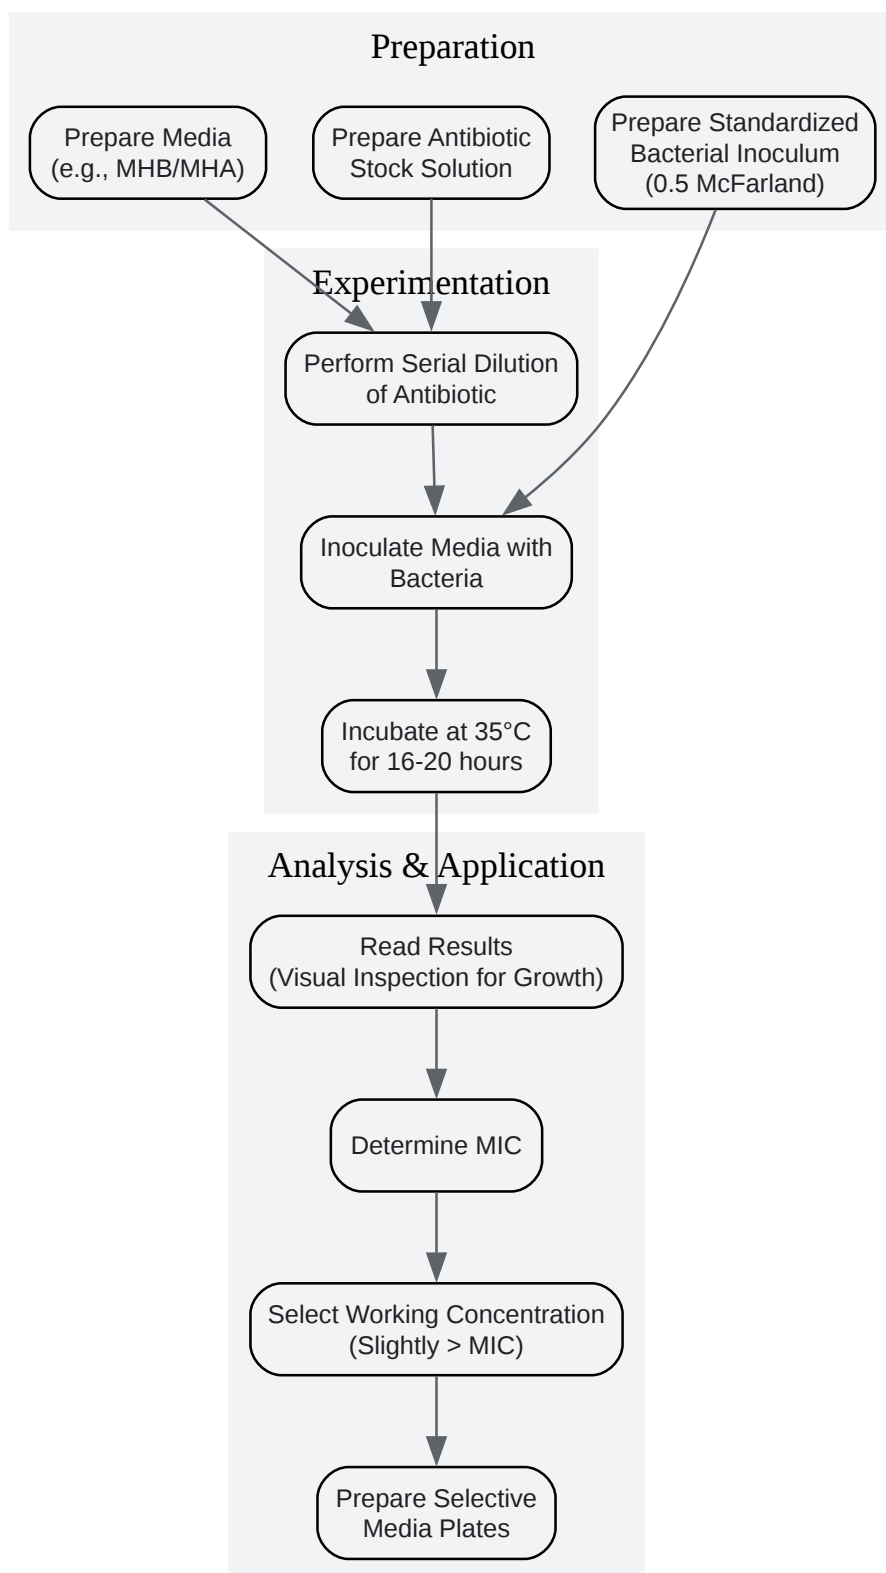 Preparation
Prepare Media
(e.g., MHB/MHA)
Prepare Antibiotic
Stock Solution
Prepare Standardized
Bacterial Inoculum
(0.5 McFarland)
Experimentation
Perform Serial Dilution
of Antibiotic
Inoculate Media with
Bacteria
Incubate at 35°C
for 16-20 hours
Analysis & Application
Read Results
(Visual Inspection for Growth)
Determine MIC
Select Working Concentration
(Slightly > MIC)
Prepare Selective
Media Plates